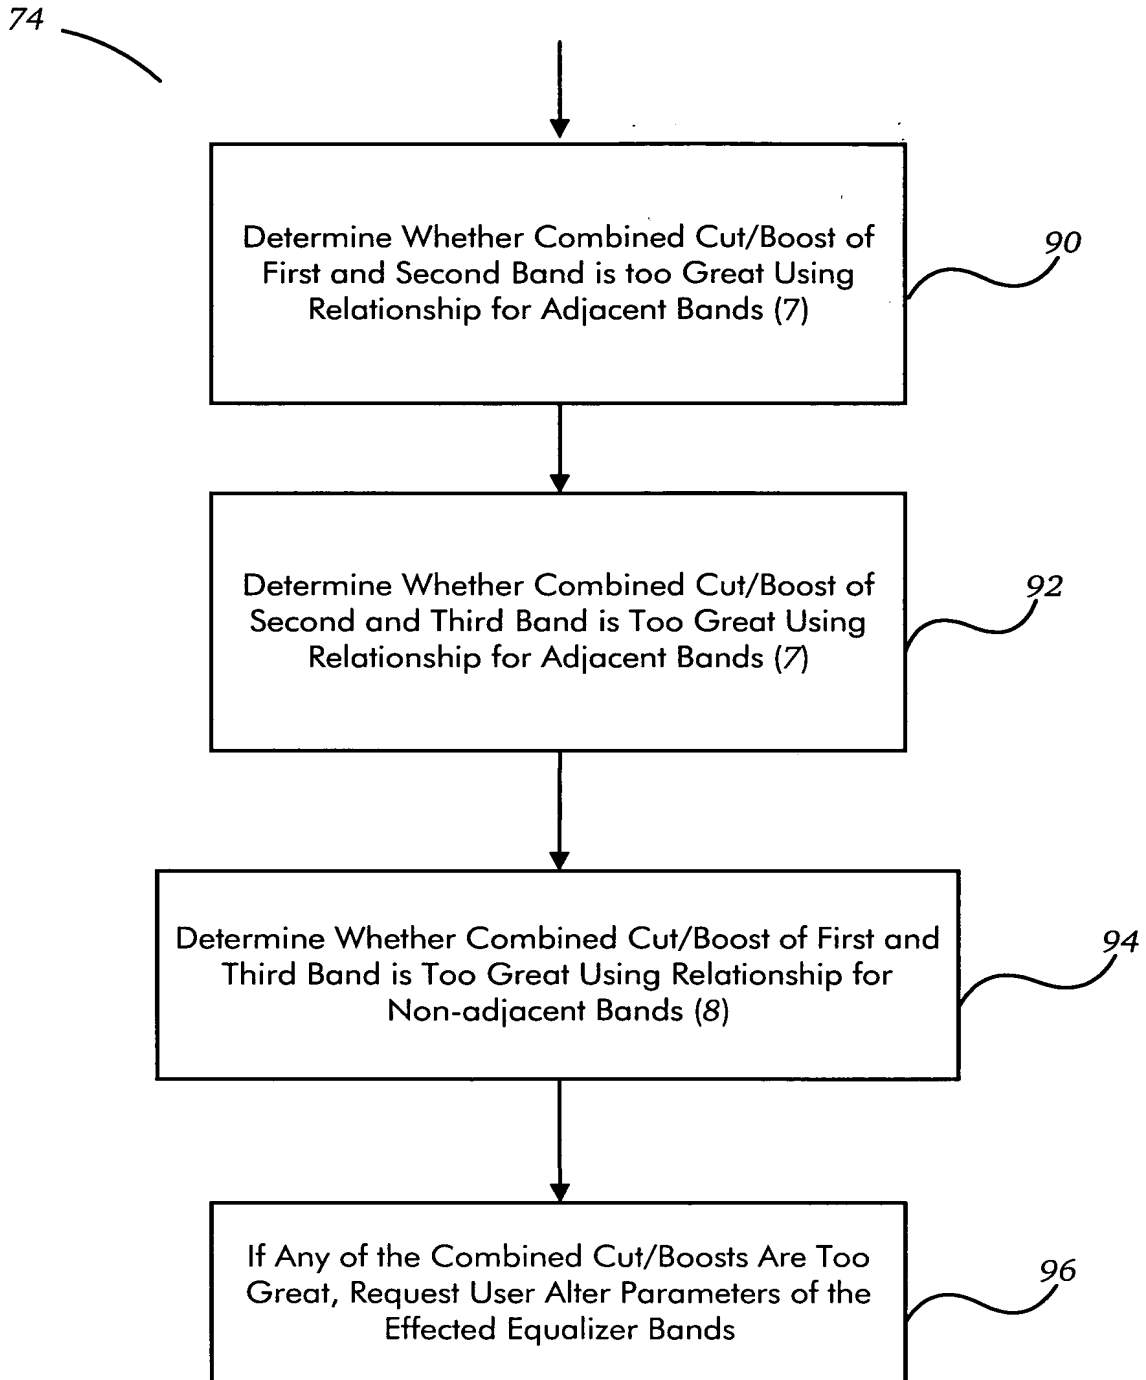 74
Determine Whether Combined Cut/Boost of
First and Second Band is too Great Using
Relationship for Adjacent Bands (7)
90
Determine Whether Combined Cut/Boost of
Second and Third Band is Too Great Using
Relationship for Adjacent Bands (7)
92
Determine Whether Combined Cut/Boost of First and
Third Band is Too Great Using Relationship for
Non-adjacent Bands (8)
94
If Any of the Combined Cut/Boosts Are Too
Great, Request User Alter Parameters of the
Effected Equalizer Bands
96